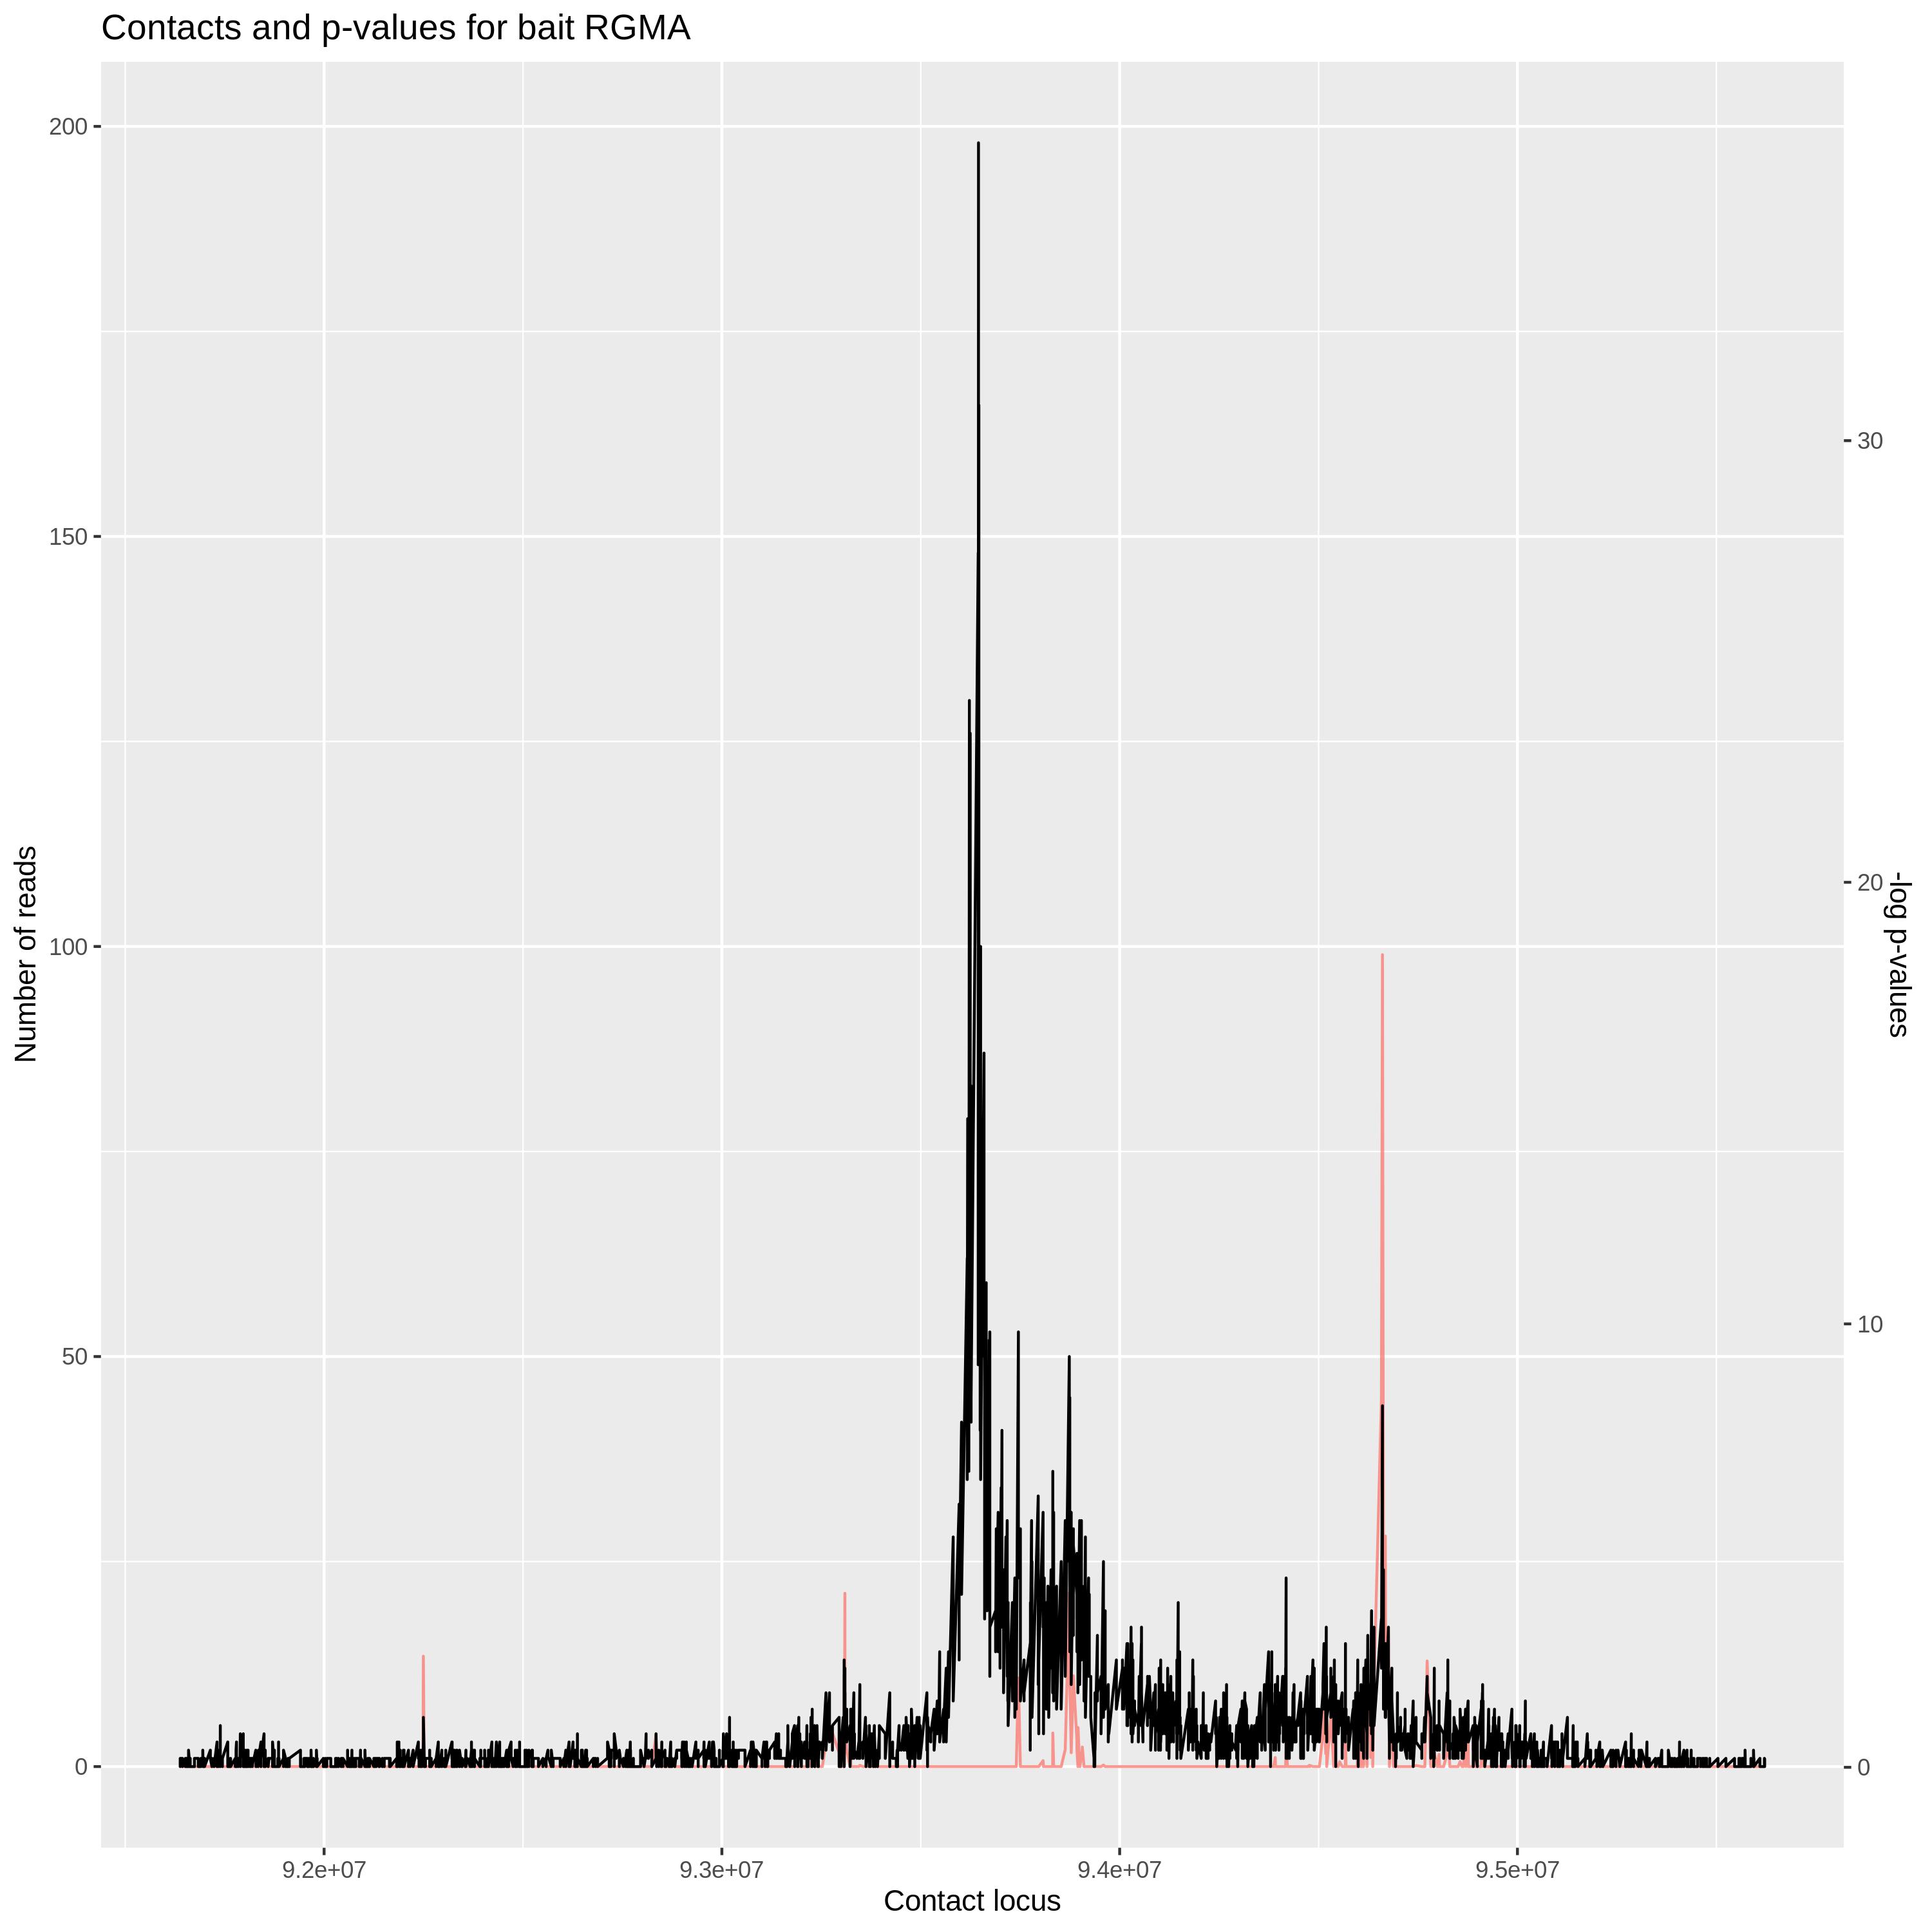 Contacts and p-values for bait RGMA
200
150
100
50
0
Number of reads
30
20
10
0
-log p-values
9.2e+07
9.3e+07
9.4e+07
9.5e+07
Contact locus